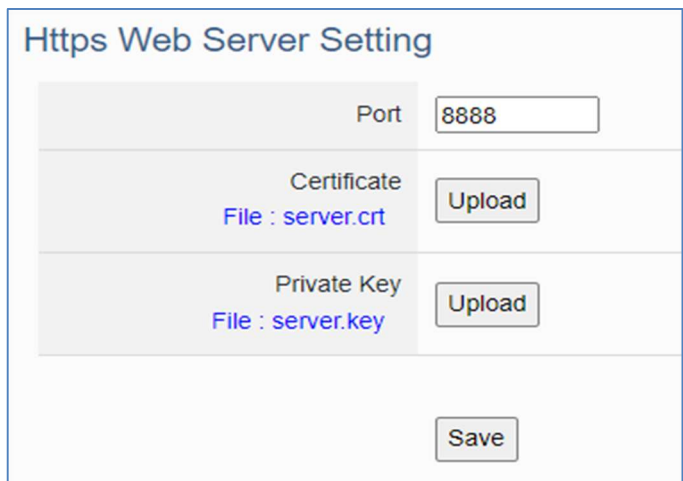 Https Web Server Setting
Port 8888
Certificate
File : server.crt
Upload
Private Key
File : server.key
Upload
Save